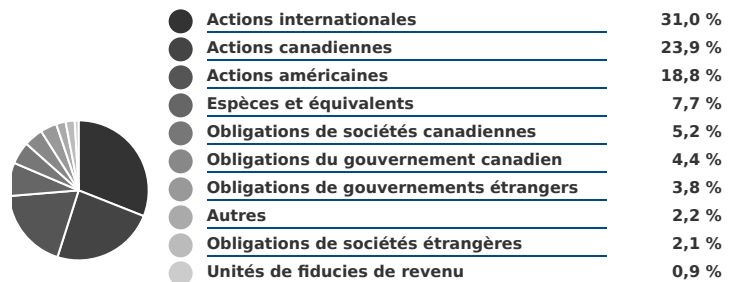 Actions internationales 31,0 %
Actions canadiennes 23,9 %
Actions américaines 18,8 %
Espèces et équivalents 7,7 %
Obligations de sociétés canadiennes 5,2 %
Obligations du gouvernement canadien 4,4 %
Obligations de gouvernements étrangers 3,8 %
Autres 2,2 %
Obligations de sociétés étrangères 2,1 %
Unités de fiducies de revenu 0,9 %